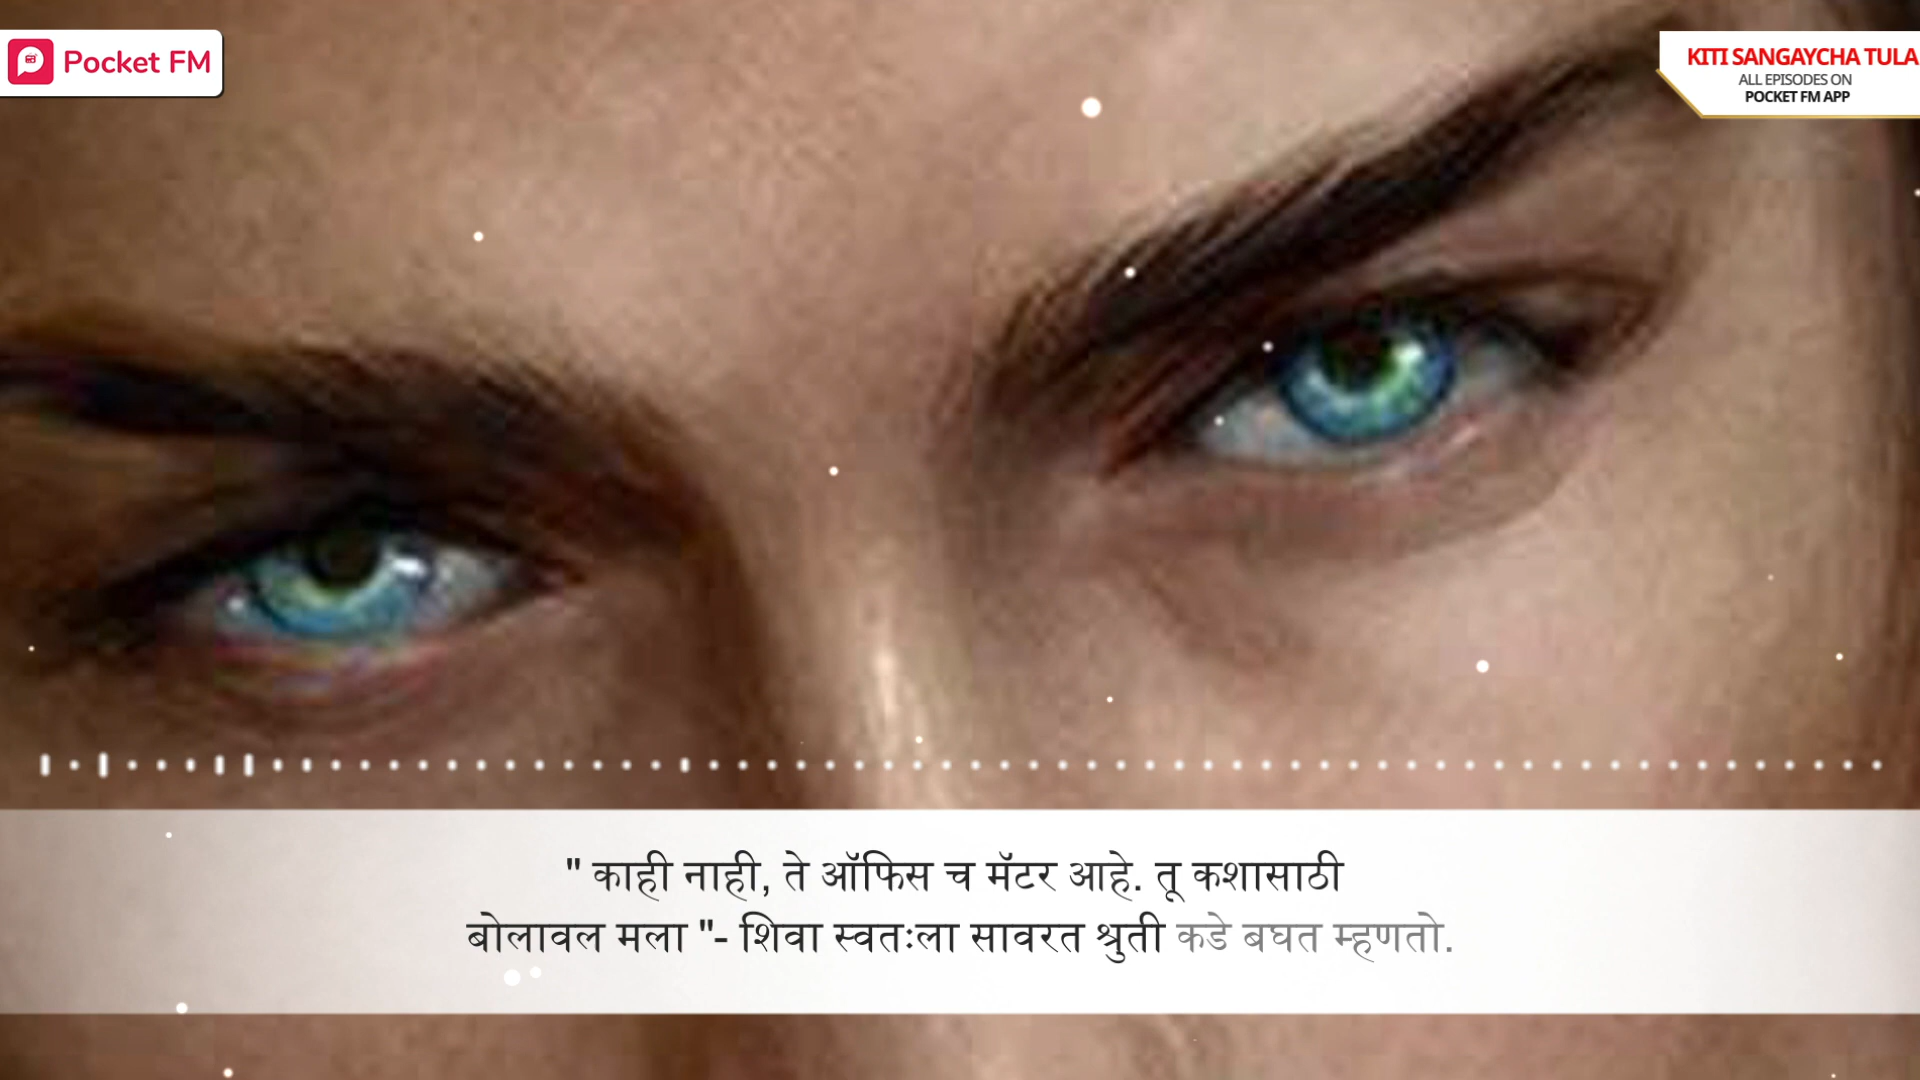 Pocket FM
KITI SANGAYCHA TULA
ALL EPISODES ON
POCKET FM APP
" काही नाही, ते ऑफिस च मॅटर आहे. तू कशासाठी
बोलावल मला "- शिवा स्वतःला सावरत श्रुती कडे बघत म्हणतो.